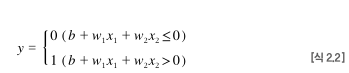 y = { 0 ( b + w₁x₁ + w₂x₂ ≤ 0 )
1 ( b + w₁x₁ + w₂x₂ > 0 )
[식 2.2]